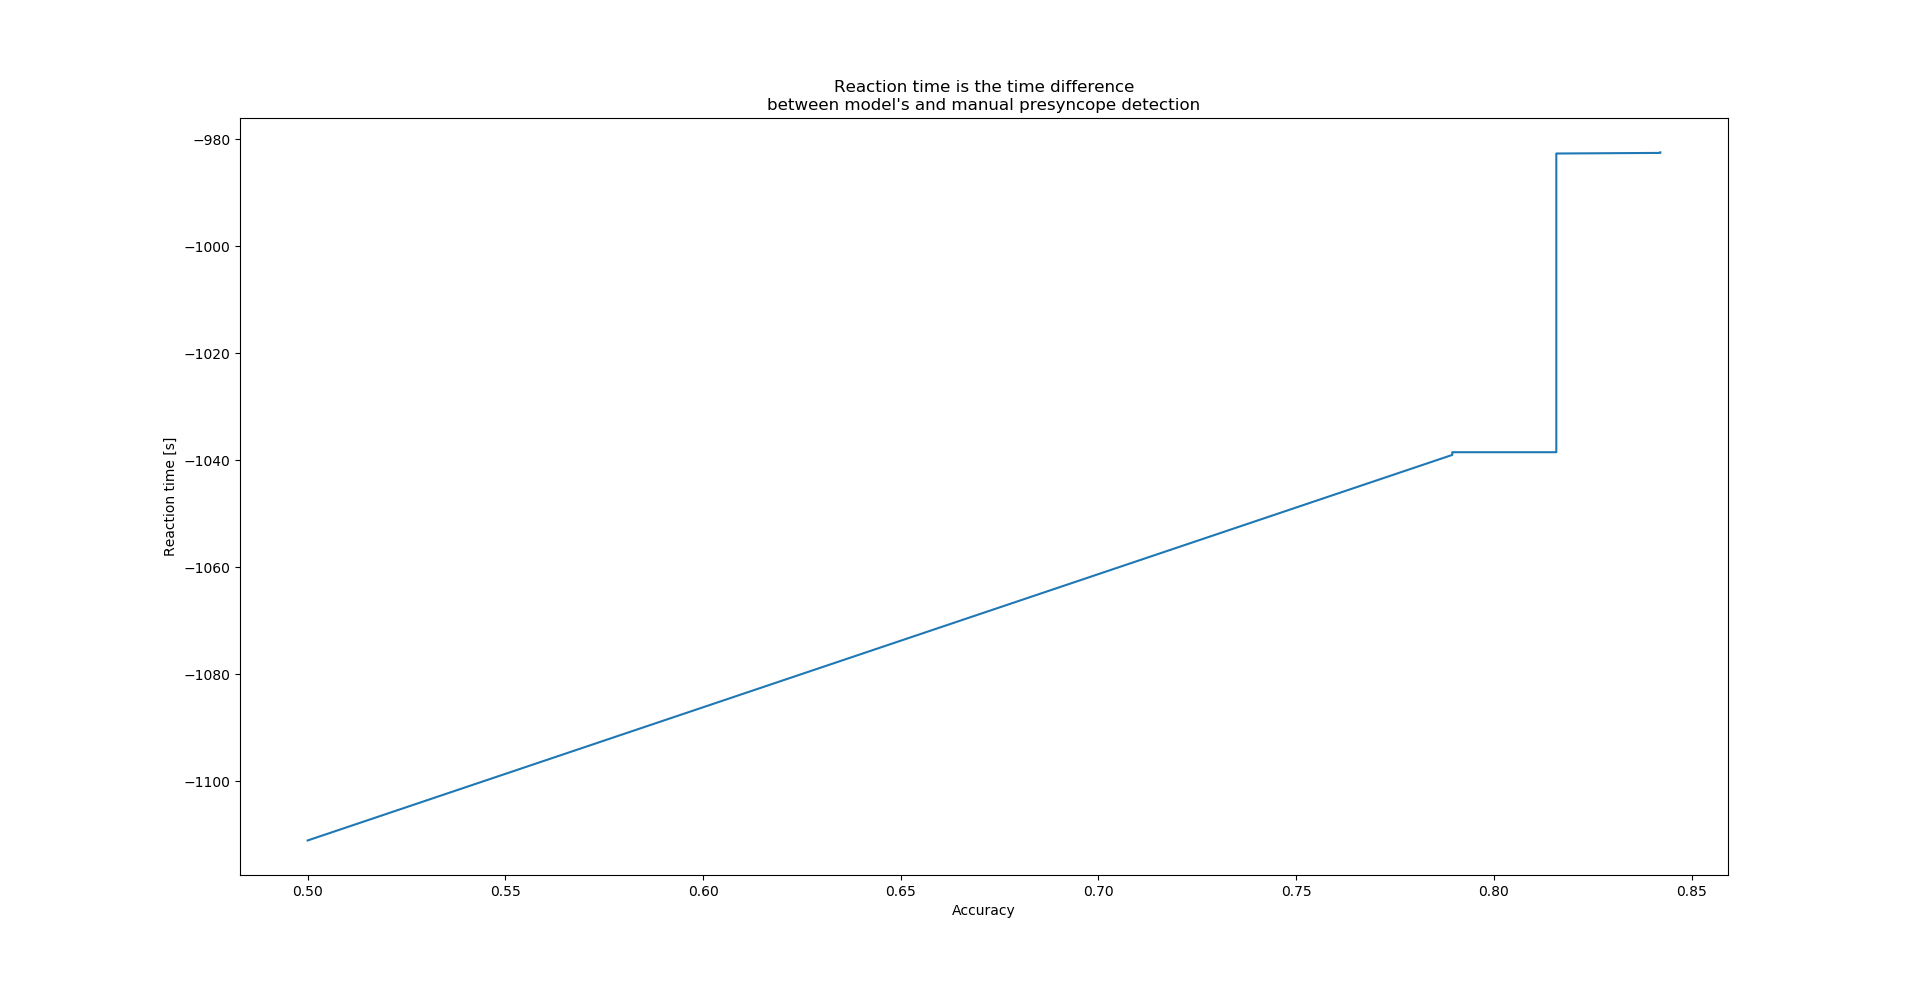 Reaction time is the time difference
between model's and manual presyncope detection
−980
−1000
−1020
−1040
−1060
−1080
−1100
Reaction time [s]
0.50 0.55 0.60 0.65 0.70 0.75 0.80 0.85
Accuracy